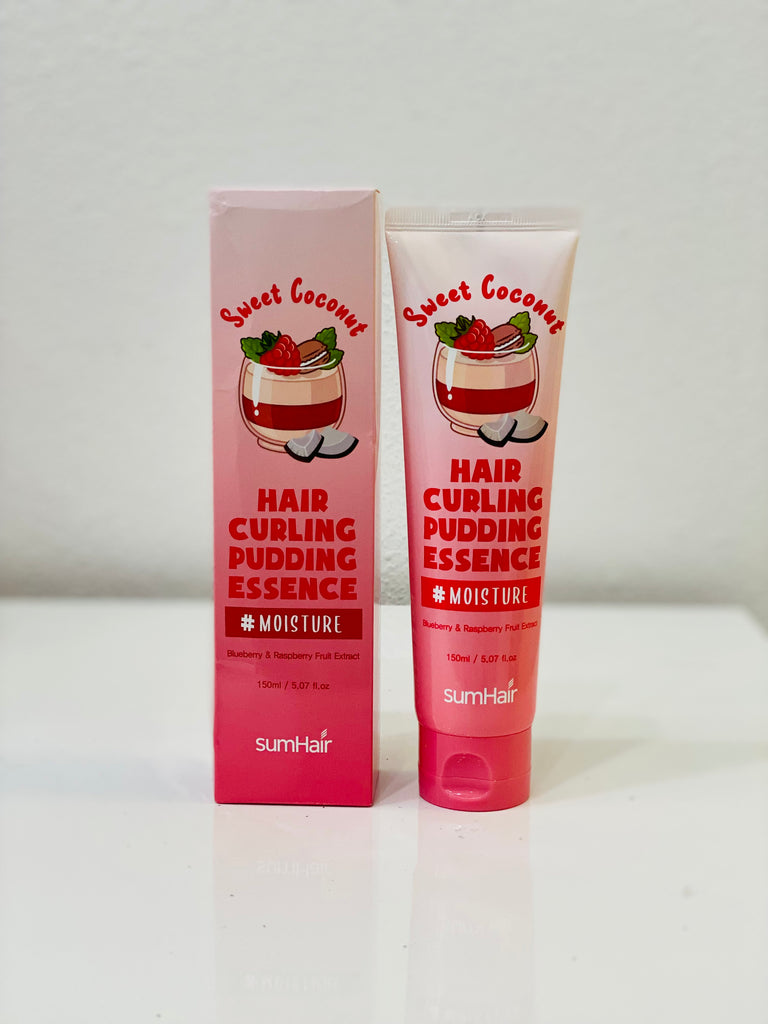 Sweet Coconut
HAIR
CURLING
PUDDING
ESSENCE
#MOISTURE
Blueberry & Raspberry Fruit Extract
150ml / 5.07 fl.oz
sumHair
Sweet Coconut
HAIR
CURLING
PUDDING
ESSENCE
#MOISTURE
Blueberry & Raspberry Fruit Extract
150ml / 5.07 fl.oz
sumHair